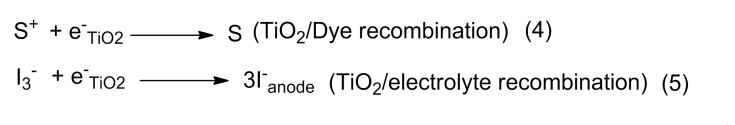 S⁺ + e⁻TiO2 ⟶ S (TiO₂/Dye recombination) (4)
I₃⁻ + e⁻TiO2 ⟶ 3I⁻anode (TiO₂/electrolyte recombination) (5)